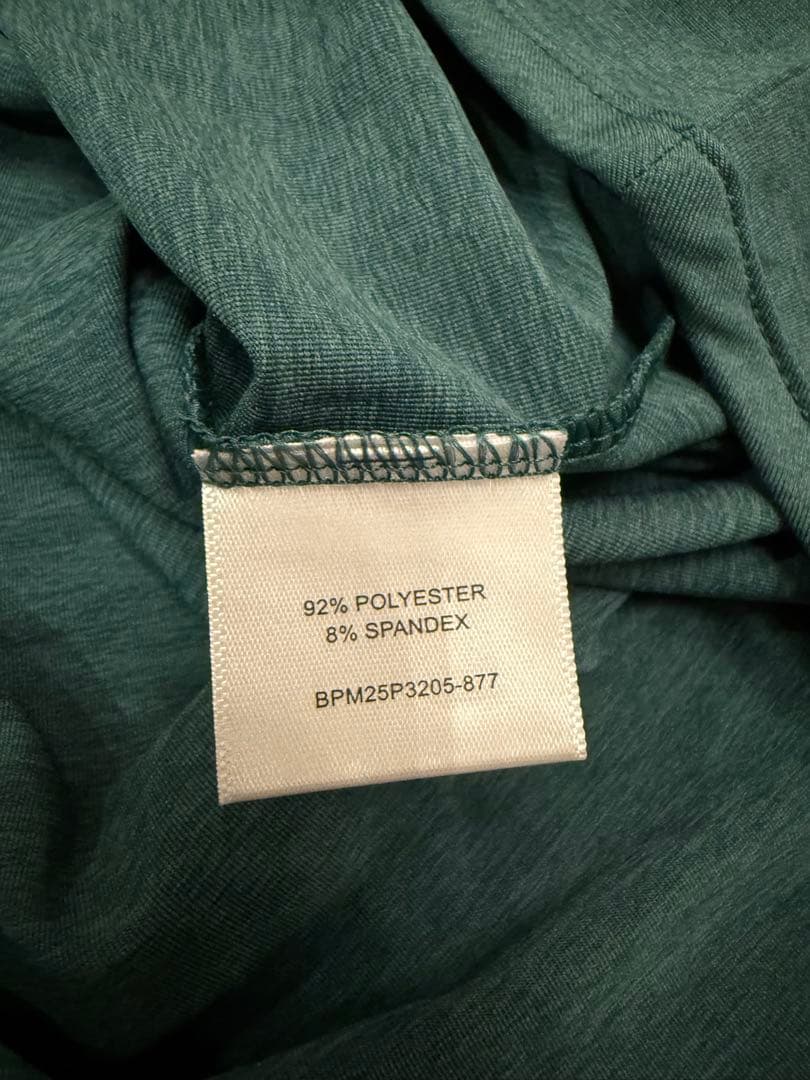 92% POLYESTER
8% SPANDEX
BPM25P3205-877